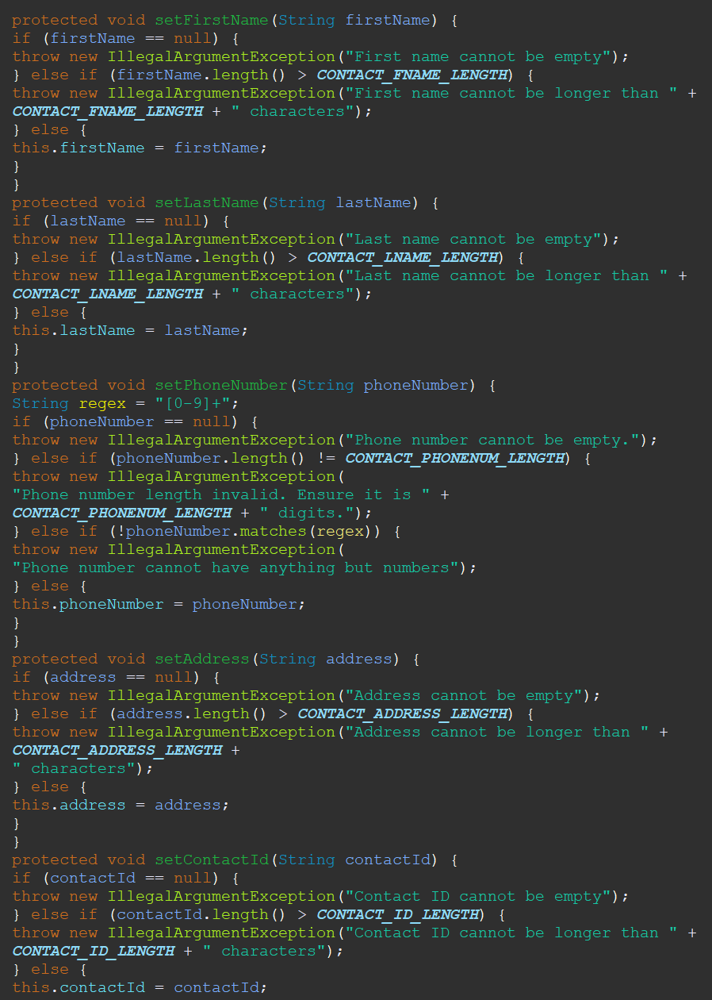 protected void setFirstName(String firstName) {
if (firstName == null) {
throw new IllegalArgumentException("First name cannot be empty");
} else if (firstName.length() > CONTACT_FNAME_LENGTH) {
throw new IllegalArgumentException("First name cannot be longer than " +
CONTACT_FNAME_LENGTH + " characters");
} else {
this.firstName = firstName;
}
}
protected void setLastName(String lastName) {
if (lastName == null) {
throw new IllegalArgumentException("Last name cannot be empty");
} else if (lastName.length() > CONTACT_LNAME_LENGTH) {
throw new IllegalArgumentException("Last name cannot be longer than " +
CONTACT_LNAME_LENGTH + " characters");
} else {
this.lastName = lastName;
}
}
protected void setPhoneNumber(String phoneNumber) {
String regex = "[0-9]+";
if (phoneNumber == null) {
throw new IllegalArgumentException("Phone number cannot be empty.");
} else if (phoneNumber.length() != CONTACT_PHONENUM_LENGTH) {
throw new IllegalArgumentException(
"Phone number length invalid. Ensure it is " +
CONTACT_PHONENUM_LENGTH + " digits.");
} else if (!phoneNumber.matches(regex)) {
throw new IllegalArgumentException(
"Phone number cannot have anything but numbers");
} else {
this.phoneNumber = phoneNumber;
}
}
protected void setAddress(String address) {
if (address == null) {
throw new IllegalArgumentException("Address cannot be empty");
} else if (address.length() > CONTACT_ADDRESS_LENGTH) {
throw new IllegalArgumentException("Address cannot be longer than " +
CONTACT_ADDRESS_LENGTH +
" characters");
} else {
this.address = address;
}
}
protected void setContactId(String contactId) {
if (contactId == null) {
throw new IllegalArgumentException("Contact ID cannot be empty");
} else if (contactId.length() > CONTACT_ID_LENGTH) {
throw new IllegalArgumentException("Contact ID cannot be longer than " +
CONTACT_ID_LENGTH + " characters");
} else {
this.contactId = contactId;